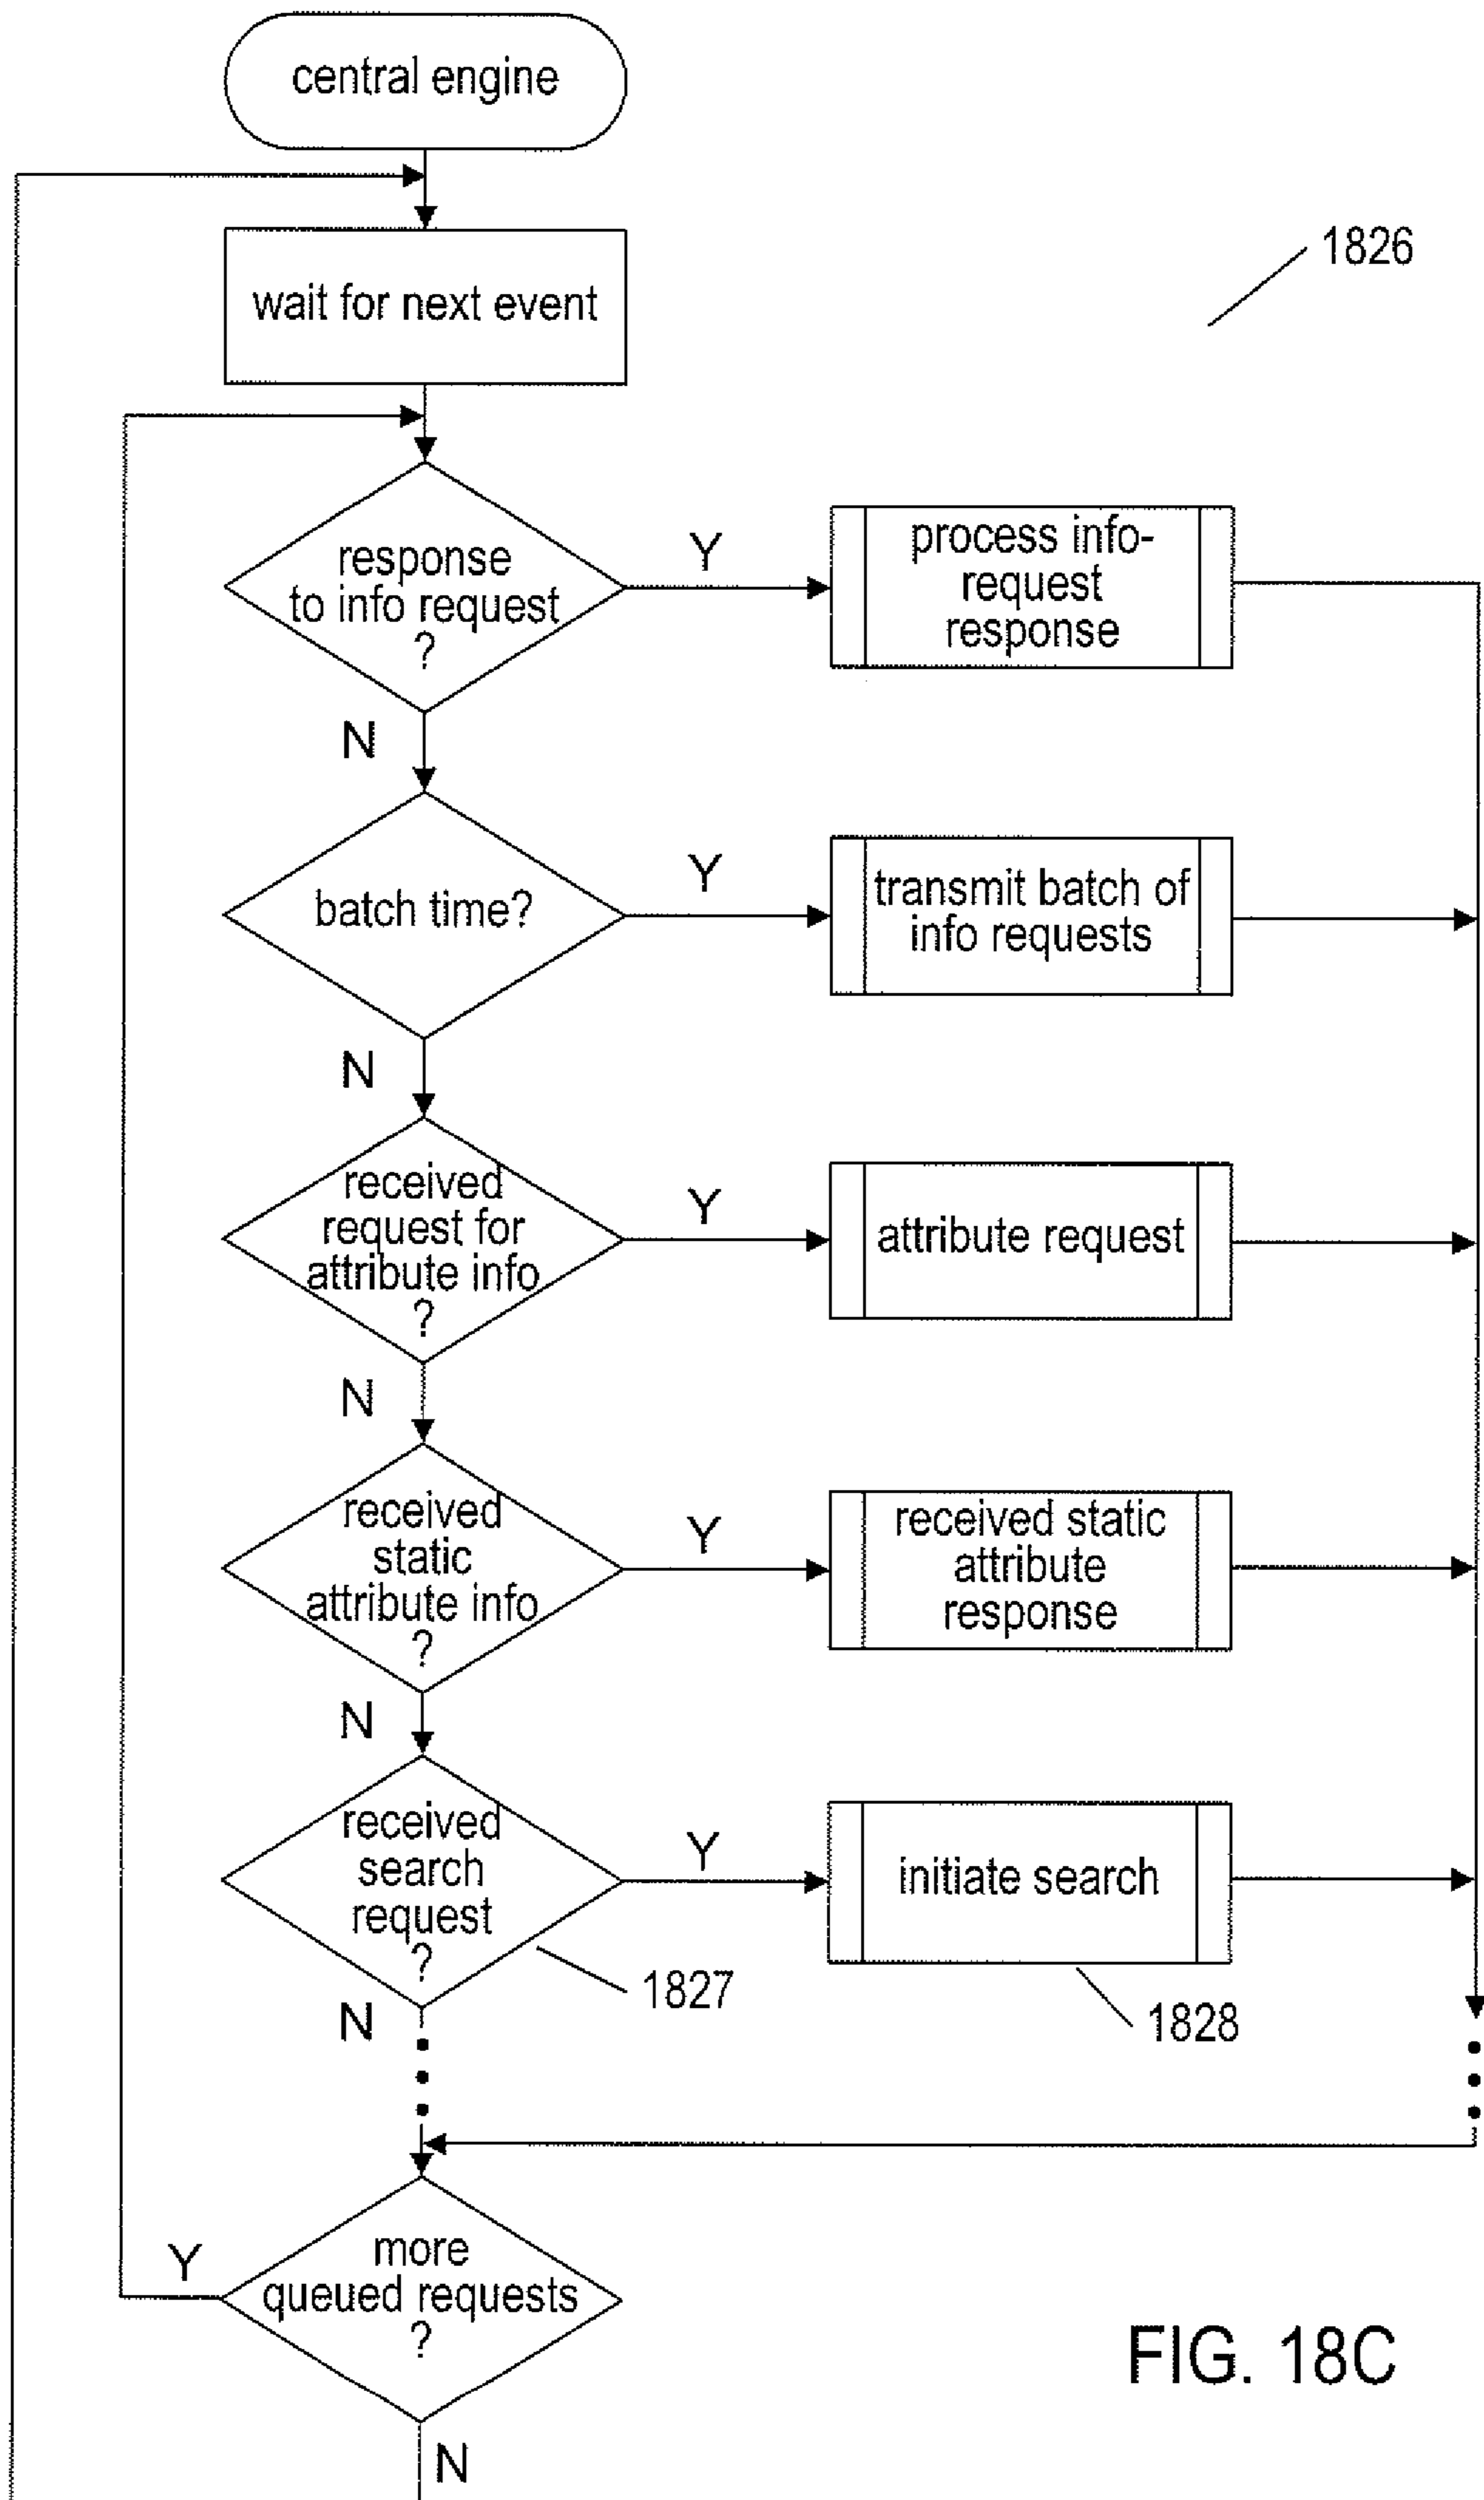 central engine
wait for next event
1826
response
to info request
?
Y
process info-
request
response
N
batch time?
Y
transmit batch of
info requests
N
received
request for
attribute info
?
Y
attribute request
N
received
static
attribute info
?
Y
received static
attribute
response
N
received
search
request
?
Y
initiate search
1827
1828
N
more
queued requests
?
Y
N
FIG. 18C